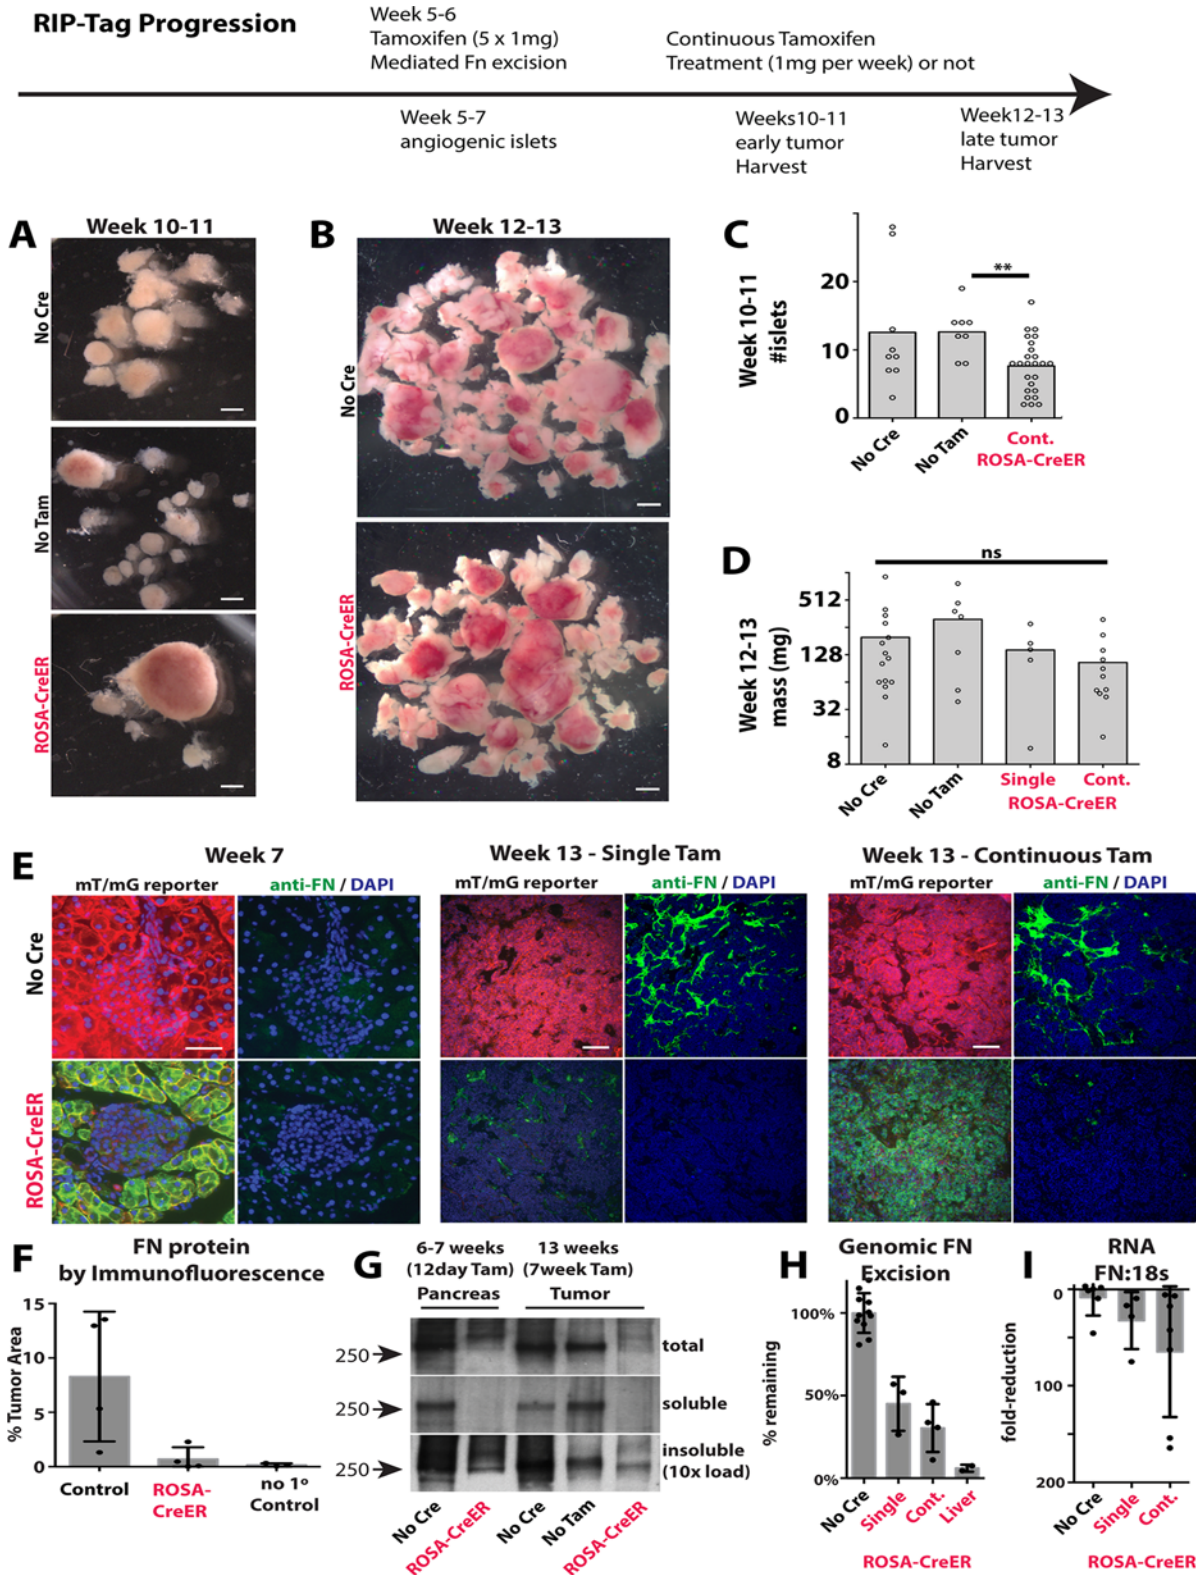 RIP-Tag Progression
Week 5-6
Tamoxifen (5 x 1mg)
Mediated Fn excision
Continuous Tamoxifen
Treatment (1mg per week) or not
Week 5-7
angiogenic islets
Weeks10-11
early tumor
Harvest
Week12-13
late tumor
Harvest
A
Week 10-11
No Cre
No Tam
ROSA-CreER
B
Week 12-13
No Cre
ROSA-CreER
C
Week 10-11
#islets
20
10
0
**
No Cre
No Tam
Cont.
ROSA-CreER
D
Week 12-13
mass (mg)
512
128
32
8
ns
No Cre
No Tam
Single
Cont.
ROSA-CreER
E
Week 7
Week 13 - Single Tam
Week 13 - Continuous Tam
mT/mG reporter
anti-FN / DAPI
mT/mG reporter
anti-FN / DAPI
mT/mG reporter
anti-FN / DAPI
No Cre
ROSA-CreER
F
FN protein
by Immunofluorescence
% Tumor Area
15
10
5
0
Control
ROSA-
CreER
no 1º
Control
G
6-7 weeks
(12day Tam)
Pancreas
13 weeks
(7week Tam)
Tumor
250
total
250
soluble
250
insoluble
(10x load)
No Cre
ROSA-CreER
No Cre
No Tam
ROSA-CreER
H
Genomic FN
Excision
% remaining
100%
50%
0%
No Cre
Single
Cont.
Liver
ROSA-CreER
I
RNA
FN:18s
fold-reduction
0
100
200
No Cre
Single
Cont.
ROSA-CreER